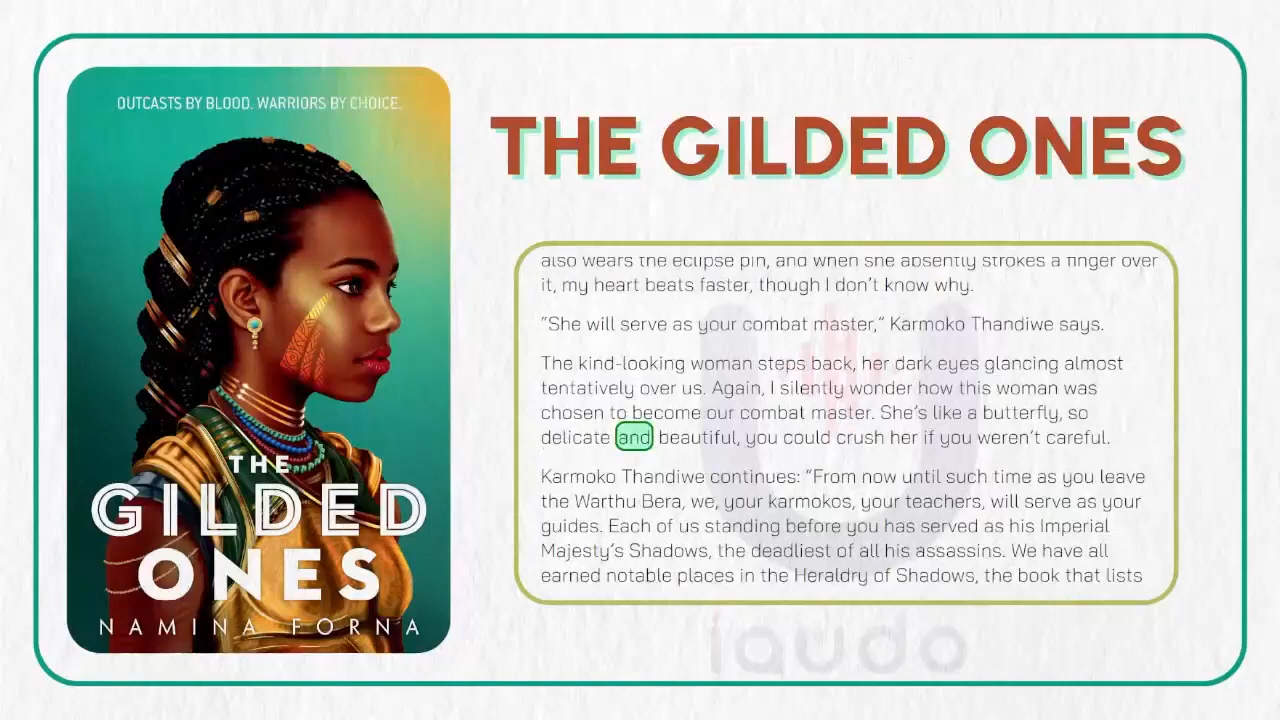 OUTCASTS BY BLOOD. WARRIORS BY CHOICE.
THE
GILDED
ONES
NAMINA FORNA
THE GILDED ONES
also wears the eclipse pin, and when she absently strokes a finger over
it, my heart beats faster, though I don't know why.
"She will serve as your combat master," Karmoko Thandiwe says.
The kind-looking woman steps back, her dark eyes glancing almost
tentatively over us. Again, I silently wonder how this woman was
chosen to become our combat master. She's like a butterfly, so
delicate and beautiful, you could crush her if you weren't careful.
Karmoko Thandiwe continues: "From now until such time as you leave
the Warthu Bera, we, your karmokos, your teachers, will serve as your
guides. Each of us standing before you has served as his Imperial
Majesty's Shadows, the deadliest of all his assassins. We have all
earned notable places in the Heraldry of Shadows, the book that lists
iaudo